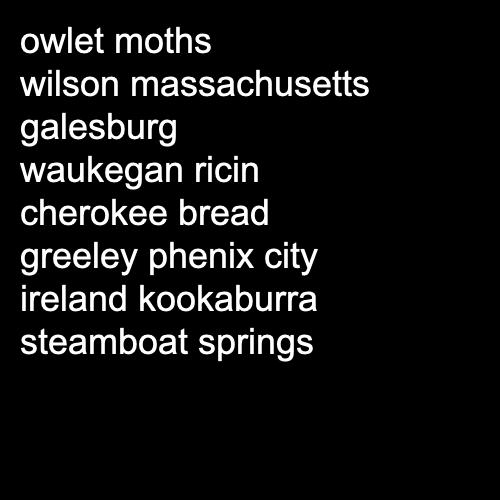 owlet moths
wilson massachusetts
galesburg
waukegan ricin
cherokee bread
greeley phenix city
ireland kookaburra
steamboat springs